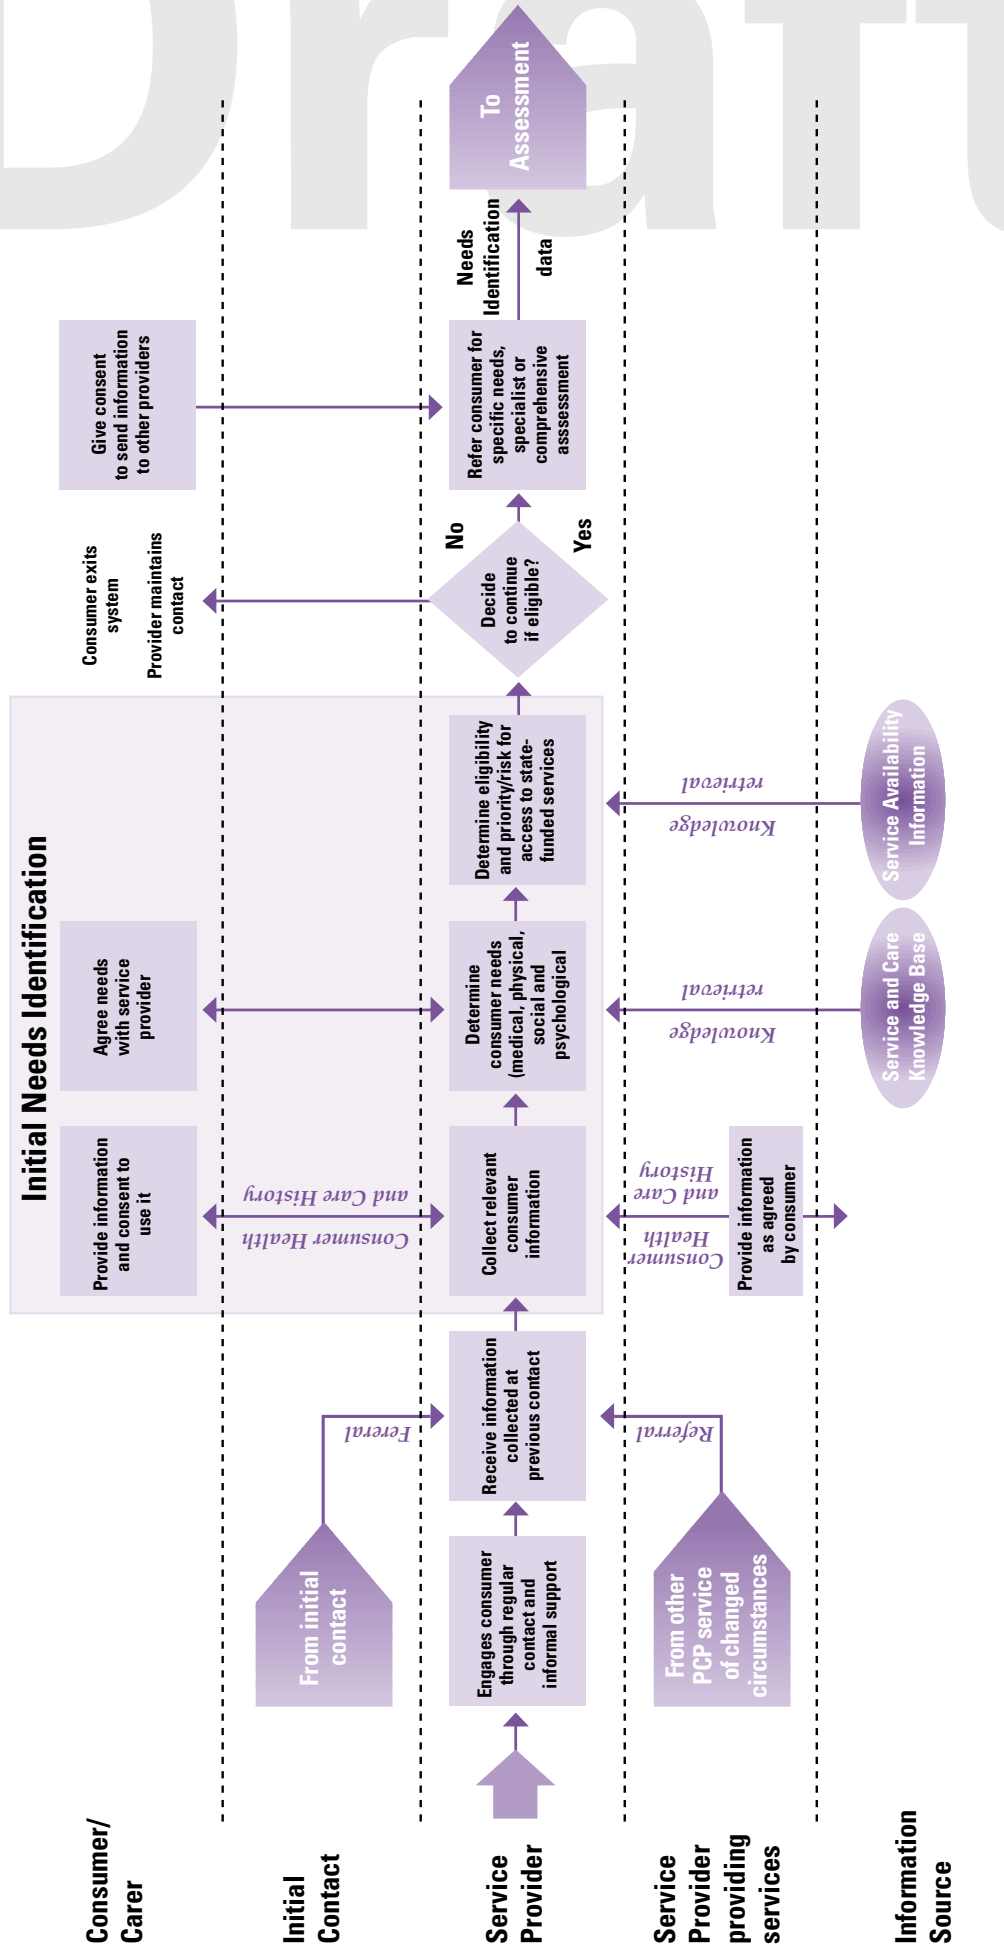 Draft
Initial Needs Identification
Consumer/
Carer
Provide information
and consent to
use it
Agree needs
with service
provider
Consumer exits
system
Provider maintains
contact
Give consent
to send information
to other providers
Initial
Contact
From initial
contact
Fereral
Consumer Health
and Care History
Service
Provider
Engages consumer
through regular
contact and
informal support
Receive information
collected at
previous contact
Collect relevant
consumer
information
Determine
consumer needs
(medical, physical,
social and
psychological
Determine eligibility
and priority/risk for
access to state-
funded services
Decide
to continue
if eligible?
No
Yes
Refer consumer for
specific needs,
specialist or
comprehensive
asssessment
Needs
Identification
data
To
Assessment
Service
Provider
providing
services
From other
PCP service
of changed
circumstances
Referral
Consumer
Health
and Care
History
Provide information
as agreed
by consumer
Knowledge
retrieval
Knowledge
retrieval
Information
Source
Service and Care
Knowledge Base
Service Availability
Information